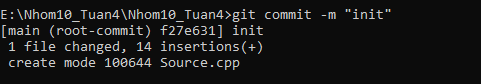 E:\Nhom10_Tuan4\Nhom10_Tuan4>git commit -m "init"
[main (root-commit) f27e631] init
 1 file changed, 14 insertions(+)
 create mode 100644 Source.cpp